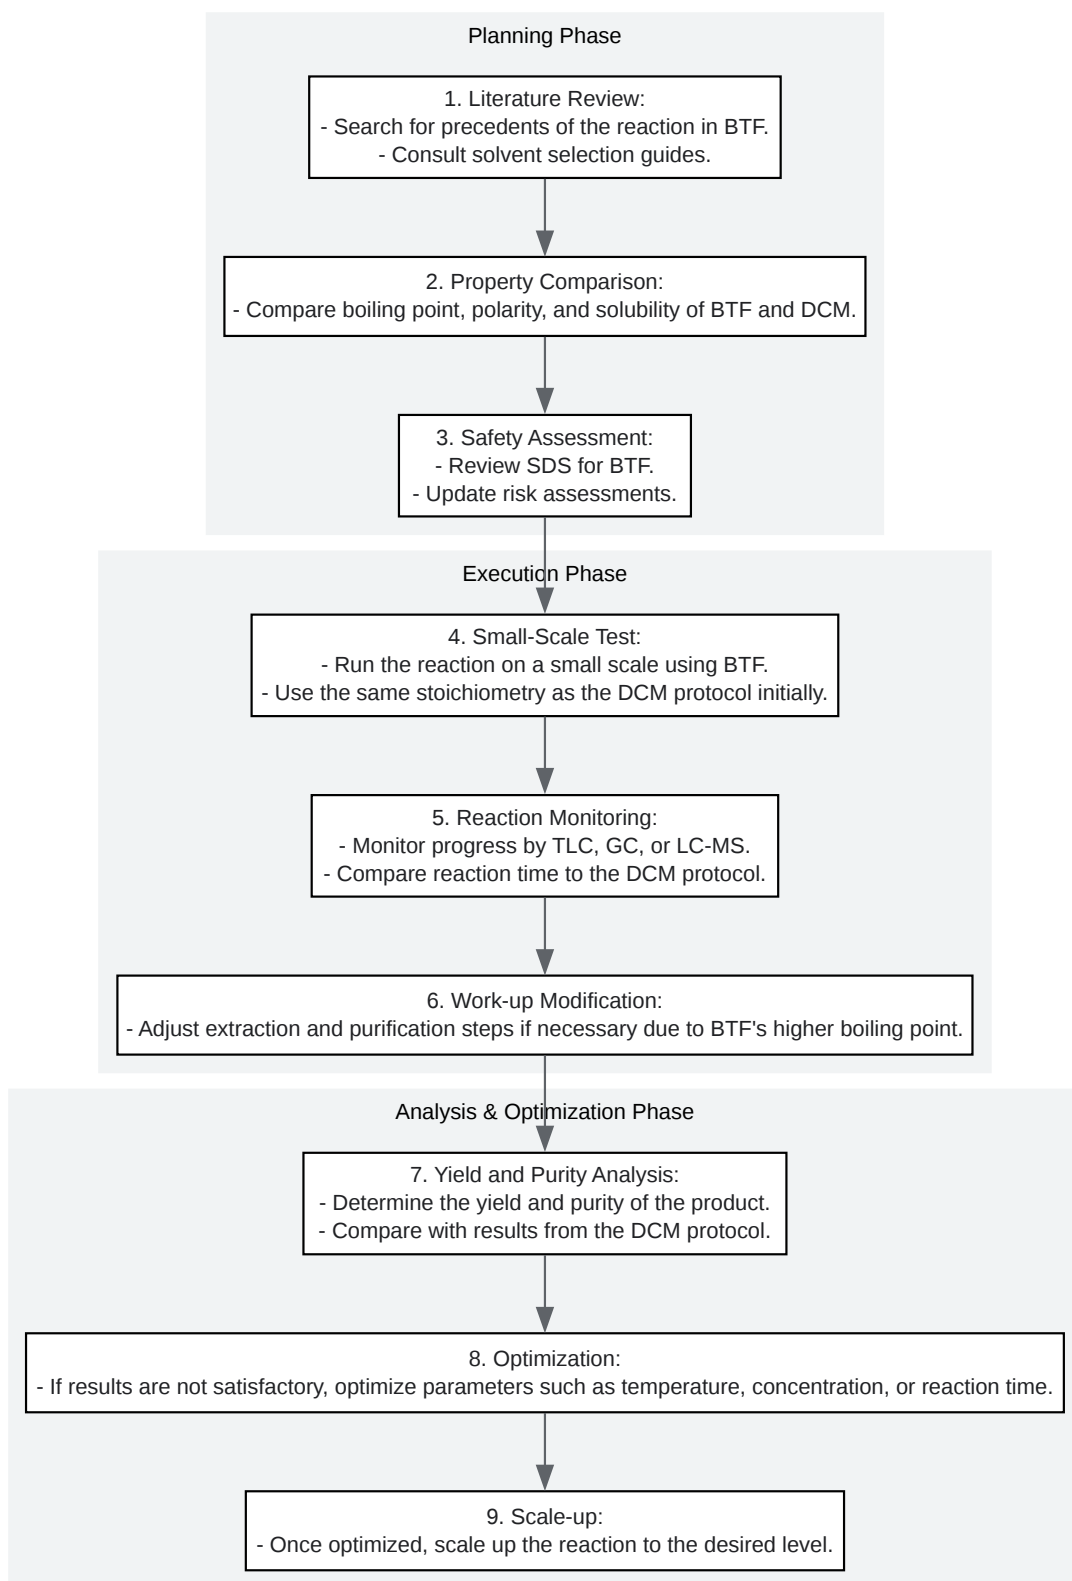 Planning Phase
1. Literature Review:
- Search for precedents of the reaction in BTF.
- Consult solvent selection guides.
2. Property Comparison:
- Compare boiling point, polarity, and solubility of BTF and DCM.
3. Safety Assessment:
- Review SDS for BTF.
- Update risk assessments.
Execution Phase
4. Small-Scale Test:
- Run the reaction on a small scale using BTF.
- Use the same stoichiometry as the DCM protocol initially.
5. Reaction Monitoring:
- Monitor progress by TLC, GC, or LC-MS.
- Compare reaction time to the DCM protocol.
6. Work-up Modification:
- Adjust extraction and purification steps if necessary due to BTF's higher boiling point.
Analysis & Optimization Phase
7. Yield and Purity Analysis:
- Determine the yield and purity of the product.
- Compare with results from the DCM protocol.
8. Optimization:
- If results are not satisfactory, optimize parameters such as temperature, concentration, or reaction time.
9. Scale-up:
- Once optimized, scale up the reaction to the desired level.